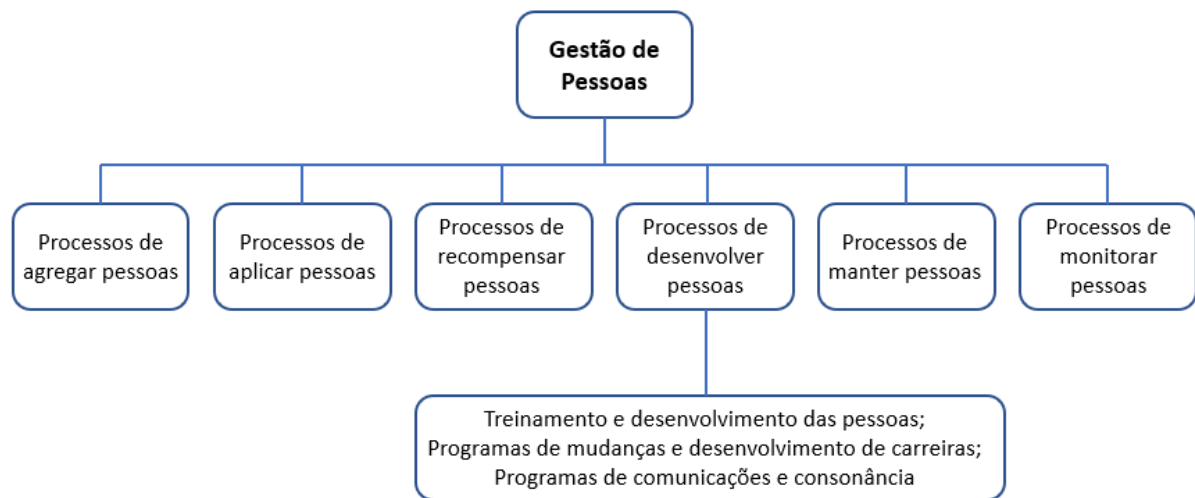 Gestão de
Pessoas
Processos de
agregar pessoas
Processos de
aplicar pessoas
Processos de
recompensar
pessoas
Processos de
desenvolver
pessoas
Processos de
manter pessoas
Processos de
monitorar
pessoas
Treinamento e desenvolvimento das pessoas;
Programas de mudanças e desenvolvimento de carreiras;
Programas de comunicações e consonância